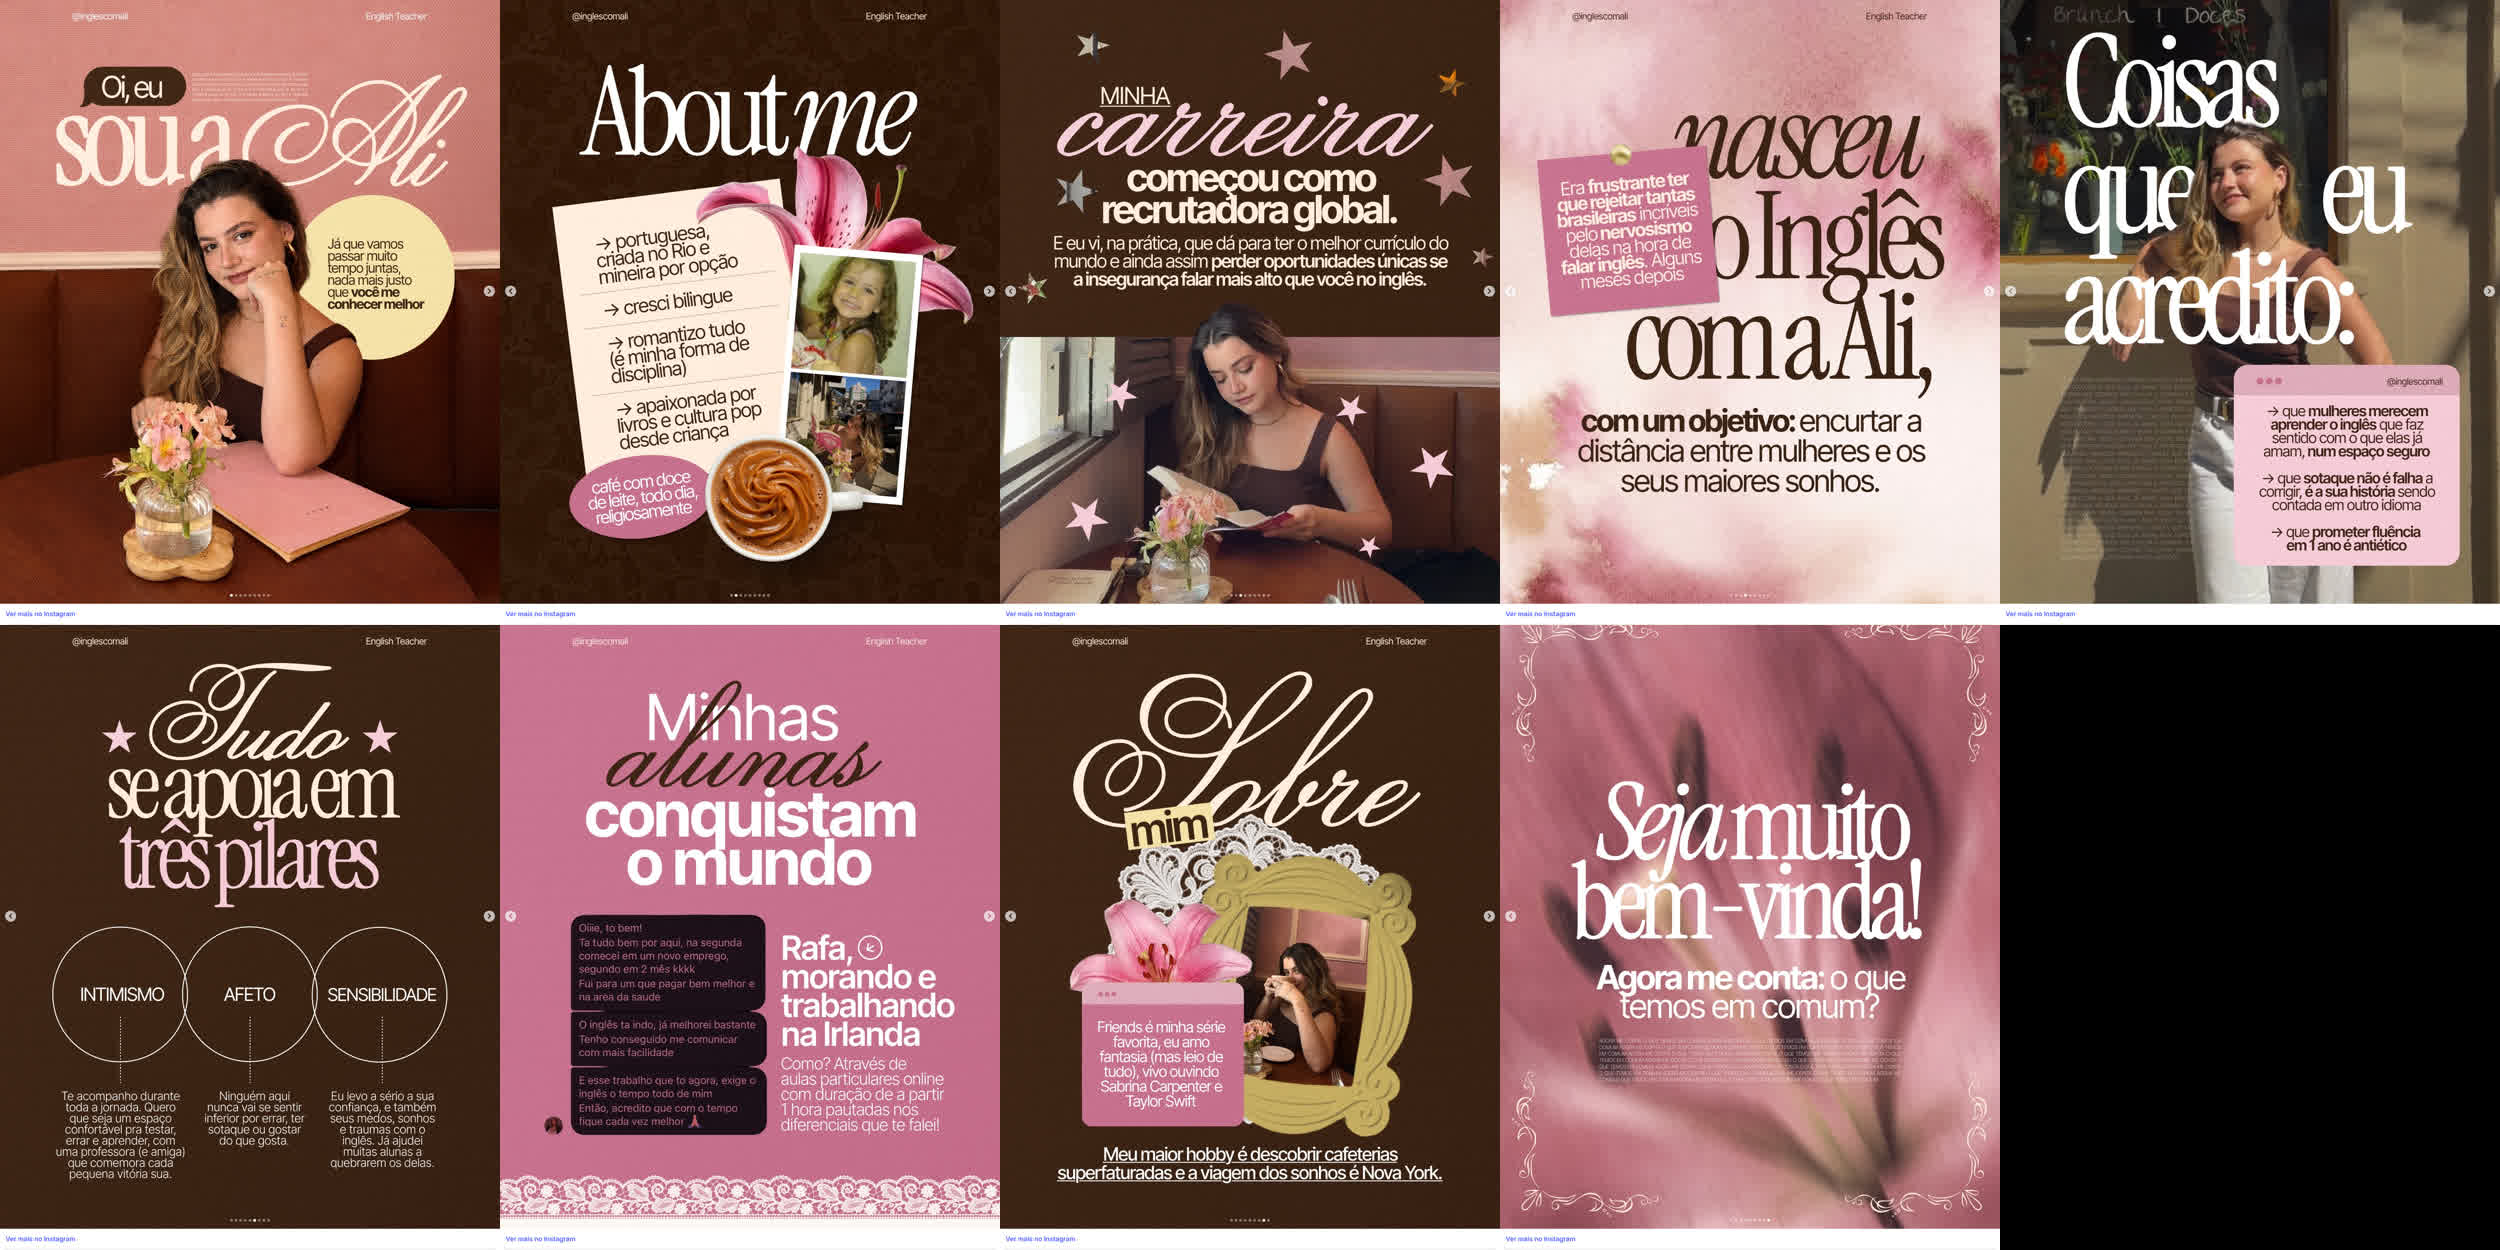 @inglescomali
English Teacher
Oi, eu
sou a Ali
Já que vamos
passar muito
tempo juntas,
nada mais justo
que você me
conhecer melhor
Ver mais no Instagram
@inglescomali
English Teacher
About me
→ portuguesa,
criada no Rio e
mineira por opção
→ cresci bilingue
→ romantizo tudo
(é minha forma de
disciplina)
→ apaixonada por
livros e cultura pop
desde criança
café com doce
de leite, todo dia,
religiosamente
Ver mais no Instagram
MINHA
carreira
começou como
recrutadora global.
E eu vi, na prática, que dá para ter o melhor currículo do
mundo e ainda assim perder oportunidades únicas se
a insegurança falar mais alto que você no inglês.
Ver mais no Instagram
@inglescomali
English Teacher
Era frustrante ter
que rejeitar tantas
brasileiras incríveis
pelo nervosismo
delas na hora de
falar inglês. Alguns
meses depois
nasceu
o Inglês
com a Ali,
com um objetivo: encurtar a
distância entre mulheres e os
seus maiores sonhos.
Ver mais no Instagram
Brunch | Doces
Coisas
que eu
acredito:
@inglescomali
→ que mulheres merecem
aprender o inglês que faz
sentido com o que elas já
amam, num espaço seguro
→ que sotaque não é falha a
corrigir, é a sua história sendo
contada em outro idioma
→ que prometer fluência
em 1 ano é antiético
Ver mais no Instagram
@inglescomali
English Teacher
Tudo
se apoia em
três pilares
INTIMISMO
AFETO
SENSIBILIDADE
Te acompanho durante
toda a jornada. Quero
que seja um espaço
confortável pra testar,
errar e aprender, com
uma professora (e amiga)
que comemora cada
pequena vitória sua.
Ninguém aqui
nunca vai se sentir
inferior por errar, ter
sotaque ou gostar
do que gosta.
Eu levo a sério a sua
confiança, e também
seus medos, sonhos
e traumas com o
inglês. Já ajudei
muitas alunas a
quebrarem os delas.
Ver mais no Instagram
@inglescomali
English Teacher
Minhas
alunas
conquistam
o mundo
Oiiie, to bem!
Ta tudo bem por aqui, na segunda
comecei em um novo emprego,
segundo em 2 mês kkkk
Fui para um que pagar bem melhor e
na area da saude
O inglês ta indo, já melhorei bastante
Tenho conseguido me comunicar
com mais facilidade
E esse trabalho que to agora, exige o
inglês o tempo todo de mim
Então, acredito que com o tempo
fique cada vez melhor 🙏
Rafa,
morando e
trabalhando
na Irlanda
Como? Através de
aulas particulares online
com duração de a partir
1 hora pautadas nos
diferenciais que te falei!
Ver mais no Instagram
@inglescomali
English Teacher
Sobre
mim
Friends é minha série
favorita, eu amo
fantasia (mas leio de
tudo), vivo ouvindo
Sabrina Carpenter e
Taylor Swift
Meu maior hobby é descobrir cafeterias
superfaturadas e a viagem dos sonhos é Nova York.
Ver mais no Instagram
Seja muito
bem-vinda!
Agora me conta: o que
temos em comum?
Ver mais no Instagram